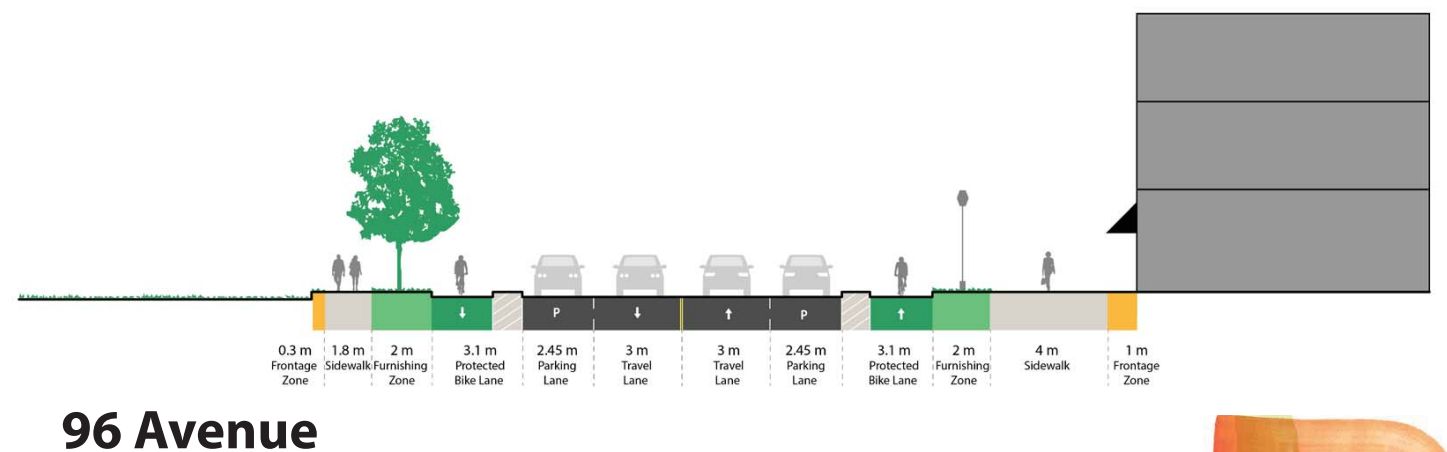 P
P
0.3 m 1.8 m 2 m 3.1 m 2.45 m 3 m 3 m 2.45 m 3.1 m 2 m 4 m 1 m
Frontage Sidewalk Furnishing Protected Parking Travel Travel Parking Protected Furnishing Sidewalk Frontage
Zone Zone Bike Lane Lane Lane Lane Lane Bike Lane Zone Zone
96 Avenue